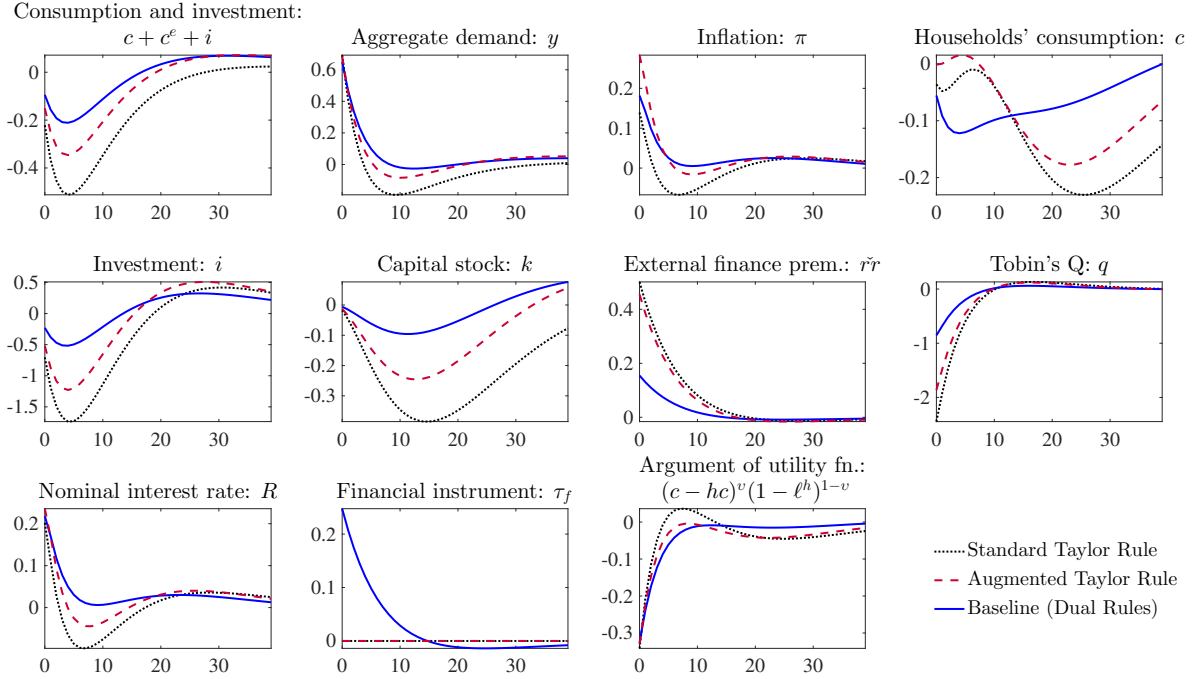 Consumption and investment:
c + c^e + i
Aggregate demand: y
Inflation: π
Households' consumption: c
0
-0.2
-0.4
0 10 20 30
0.6
0.4
0.2
0
0 10 20 30
0.2
0.1
0
0 10 20 30
0
-0.1
-0.2
0 10 20 30
Investment: i
Capital stock: k
External finance prem.: řr
Tobin's Q: q
0.5
0
-0.5
-1
-1.5
0 10 20 30
0
-0.1
-0.2
-0.3
0 10 20 30
0.4
0.2
0
0 10 20 30
0
-1
-2
0 10 20 30
Nominal interest rate: R
Financial instrument: τ_f
Argument of utility fn.:
(c − hc)^υ(1 − ℓ^h)^{1−υ}
0.2
0.1
0
0 10 20 30
0.2
0.1
0
0 10 20 30
0
-0.1
-0.2
-0.3
0 10 20 30
Standard Taylor Rule
Augmented Taylor Rule
Baseline (Dual Rules)